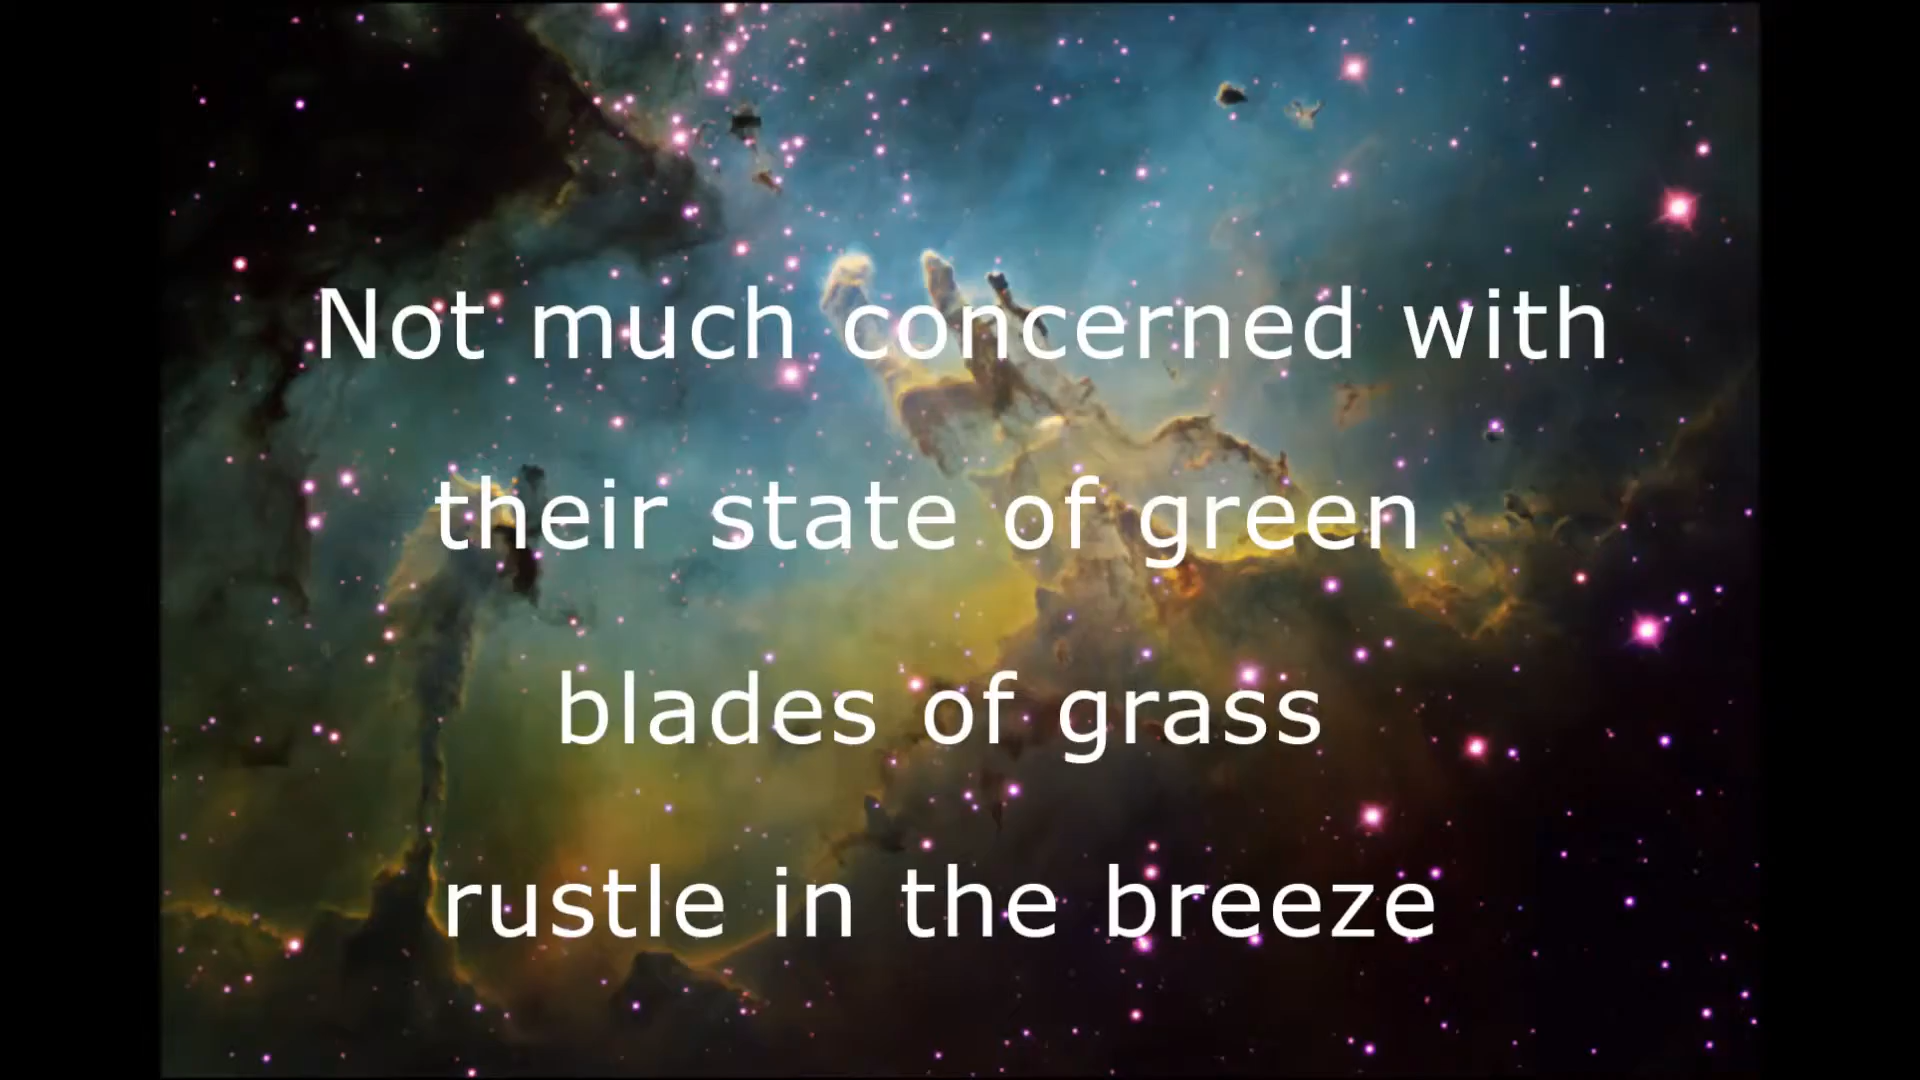 Not much concerned with
their state of green
blades of grass
rustle in the breeze